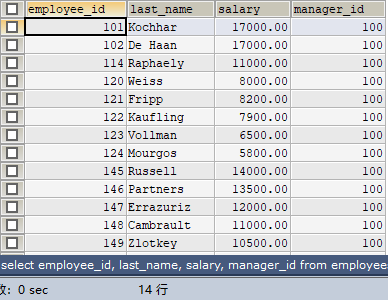 employee_id last_name salary manager_id
101 Kochhar 17000.00 100
102 De Haan 17000.00 100
114 Raphaely 11000.00 100
120 Weiss 8000.00 100
121 Fripp 8200.00 100
122 Kaufling 7900.00 100
123 Vollman 6500.00 100
124 Mourgos 5800.00 100
145 Russell 14000.00 100
146 Partners 13500.00 100
147 Errazuriz 12000.00 100
148 Cambrault 11000.00 100
149 Zlotkey 10500.00 100
select employee_id, last_name, salary, manager_id from employee
: 0 sec 14 行